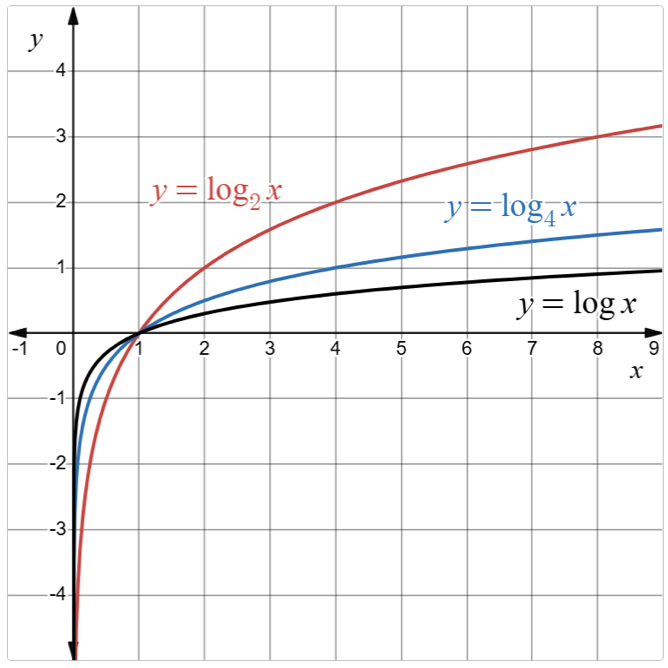 y
4
3
y = log₂ x
2
y = log₄ x
1
y = log x
-1 0 1 2 3 4 5 6 7 8 9
x
-1
-2
-3
-4